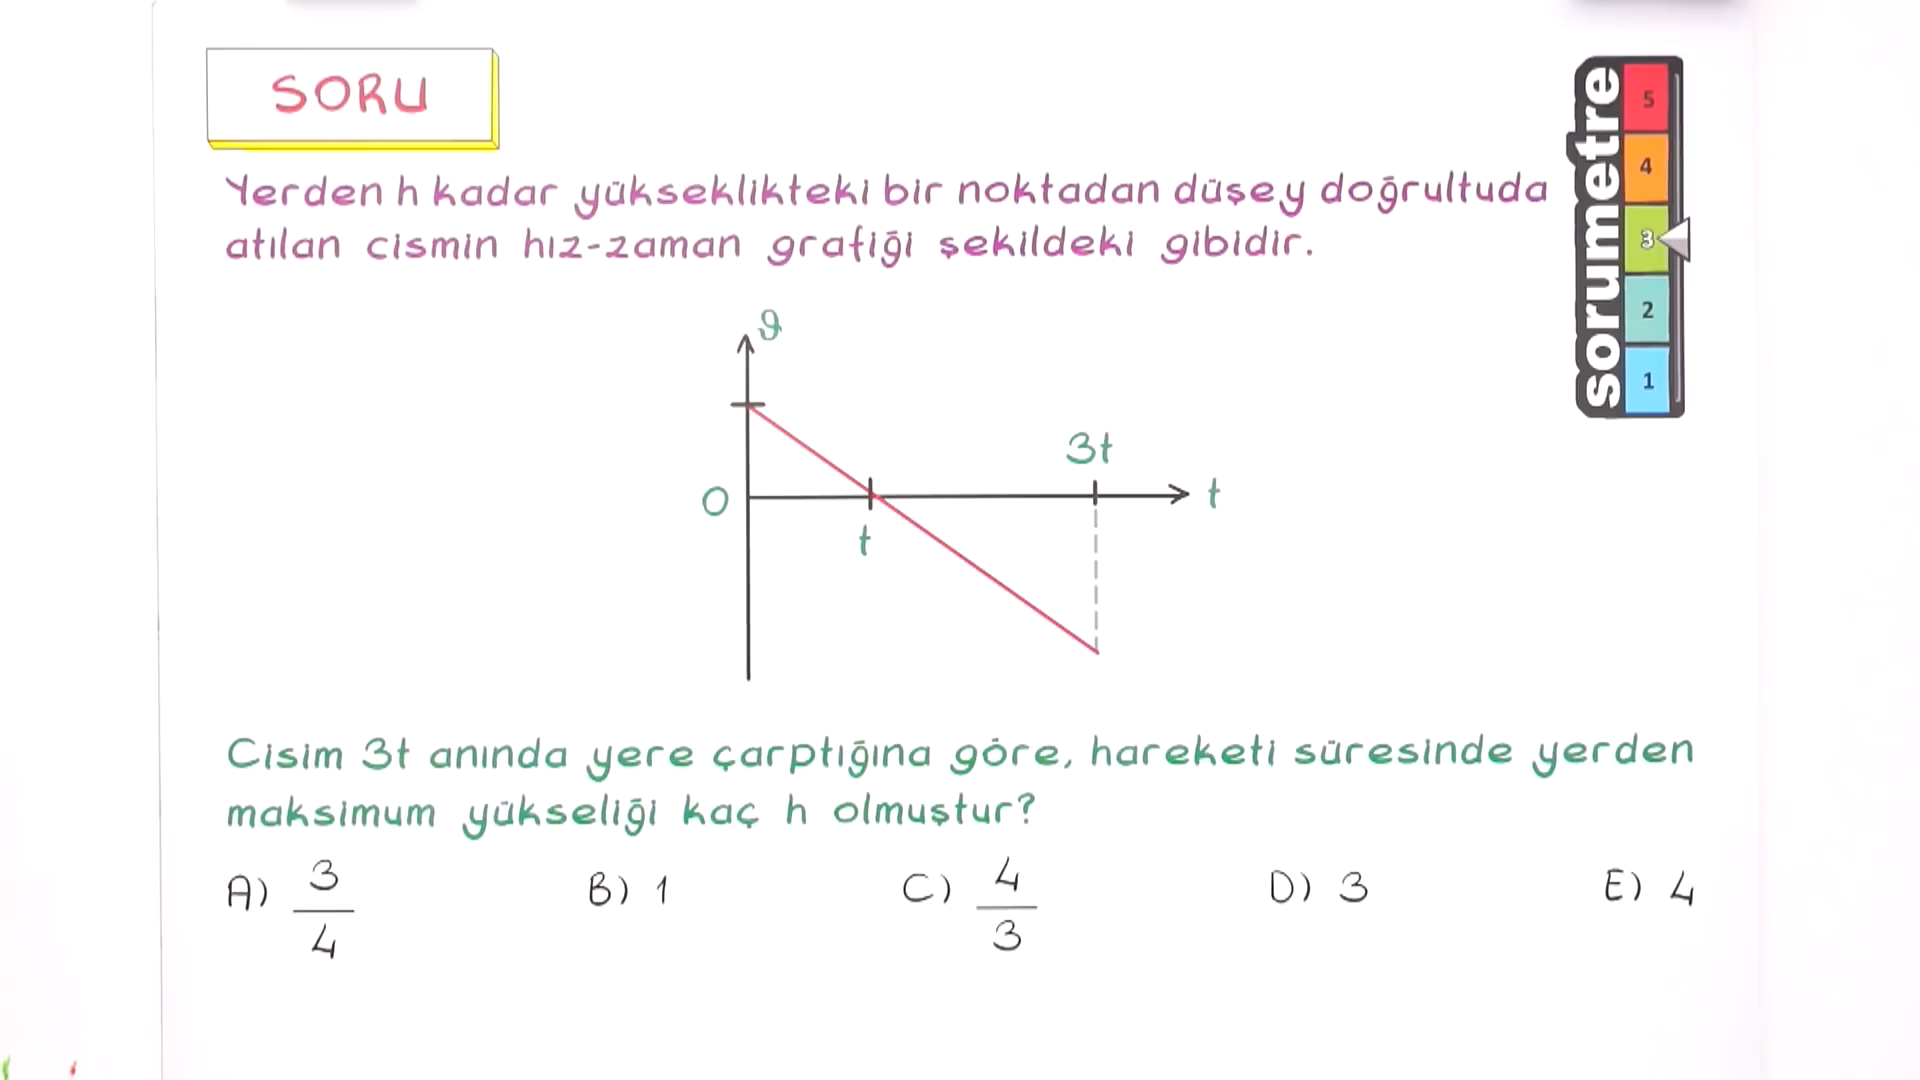 SORU
Yerden h kadar yükseklikteki bir noktadan düşey doğrultuda
atılan cismin hız-zaman grafiği şekildeki gibidir.
sorumetre
5
4
3
2
1
ϑ
3t
0
t
t
Cisim 3t anında yere çarptığına göre, hareketi süresinde yerden
maksimum yükseliği kaç h olmuştur?
A) 3/4 B) 1 C) 4/3 D) 3 E) 4